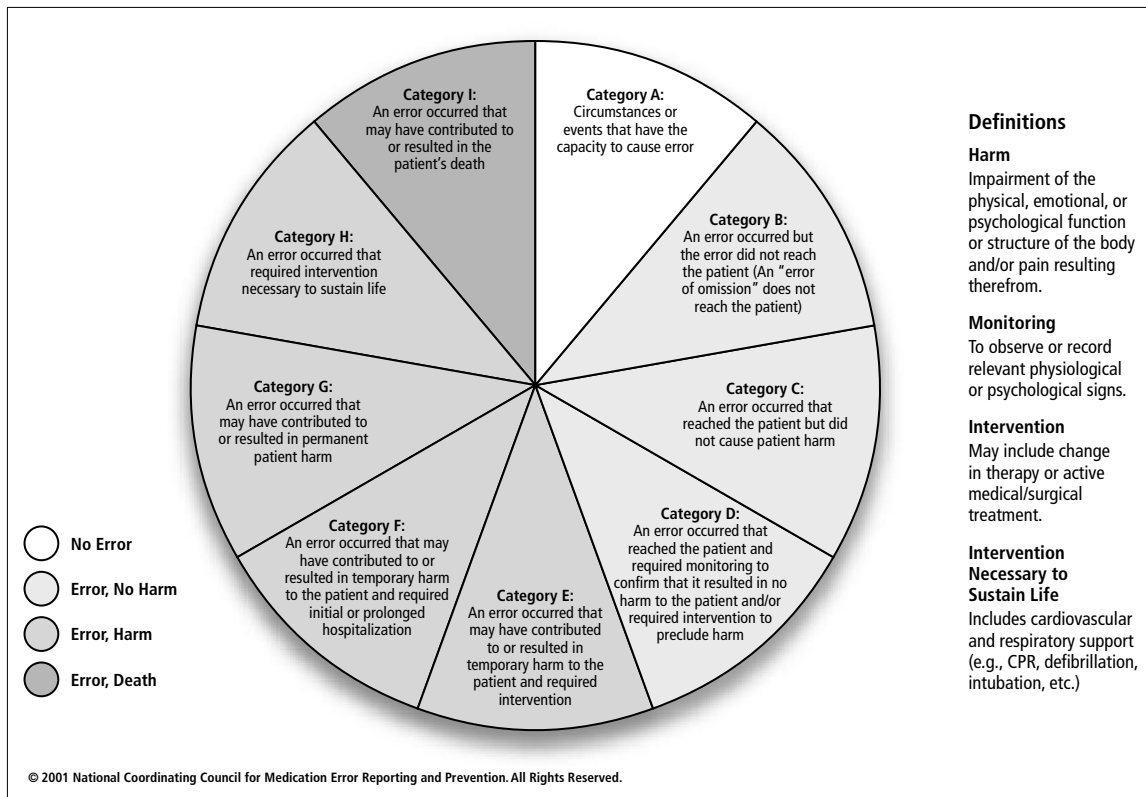 Category A:
Circumstances or
events that have the
capacity to cause error
Category B:
An error occurred but
the error did not reach
the patient (An "error
of omission" does not
reach the patient)
Category C:
An error occurred that
reached the patient but did
not cause patient harm
Category D:
An error occurred that
reached the patient and
required monitoring to
confirm that it resulted in no
harm to the patient and/or
required intervention to
preclude harm
Category E:
An error occurred that
may have contributed
to or resulted in
temporary harm to the
patient and required
intervention
Category F:
An error occurred that may
have contributed to or
resulted in temporary harm
to the patient and required
initial or prolonged
hospitalization
Category G:
An error occurred that
may have contributed to
or resulted in permanent
patient harm
Category H:
An error occurred that
required intervention
necessary to sustain life
Category I:
An error occurred that
may have contributed to
or resulted in the
patient’s death
No Error
Error, No Harm
Error, Harm
Error, Death
Definitions
Harm
Impairment of the
physical, emotional, or
psychological function
or structure of the body
and/or pain resulting
therefrom.
Monitoring
To observe or record
relevant physiological
or psychological signs.
Intervention
May include change
in therapy or active
medical/surgical
treatment.
Intervention
Necessary to
Sustain Life
Includes cardiovascular
and respiratory support
(e.g., CPR, defibrillation,
intubation, etc.)
© 2001 National Coordinating Council for Medication Error Reporting and Prevention. All Rights Reserved.